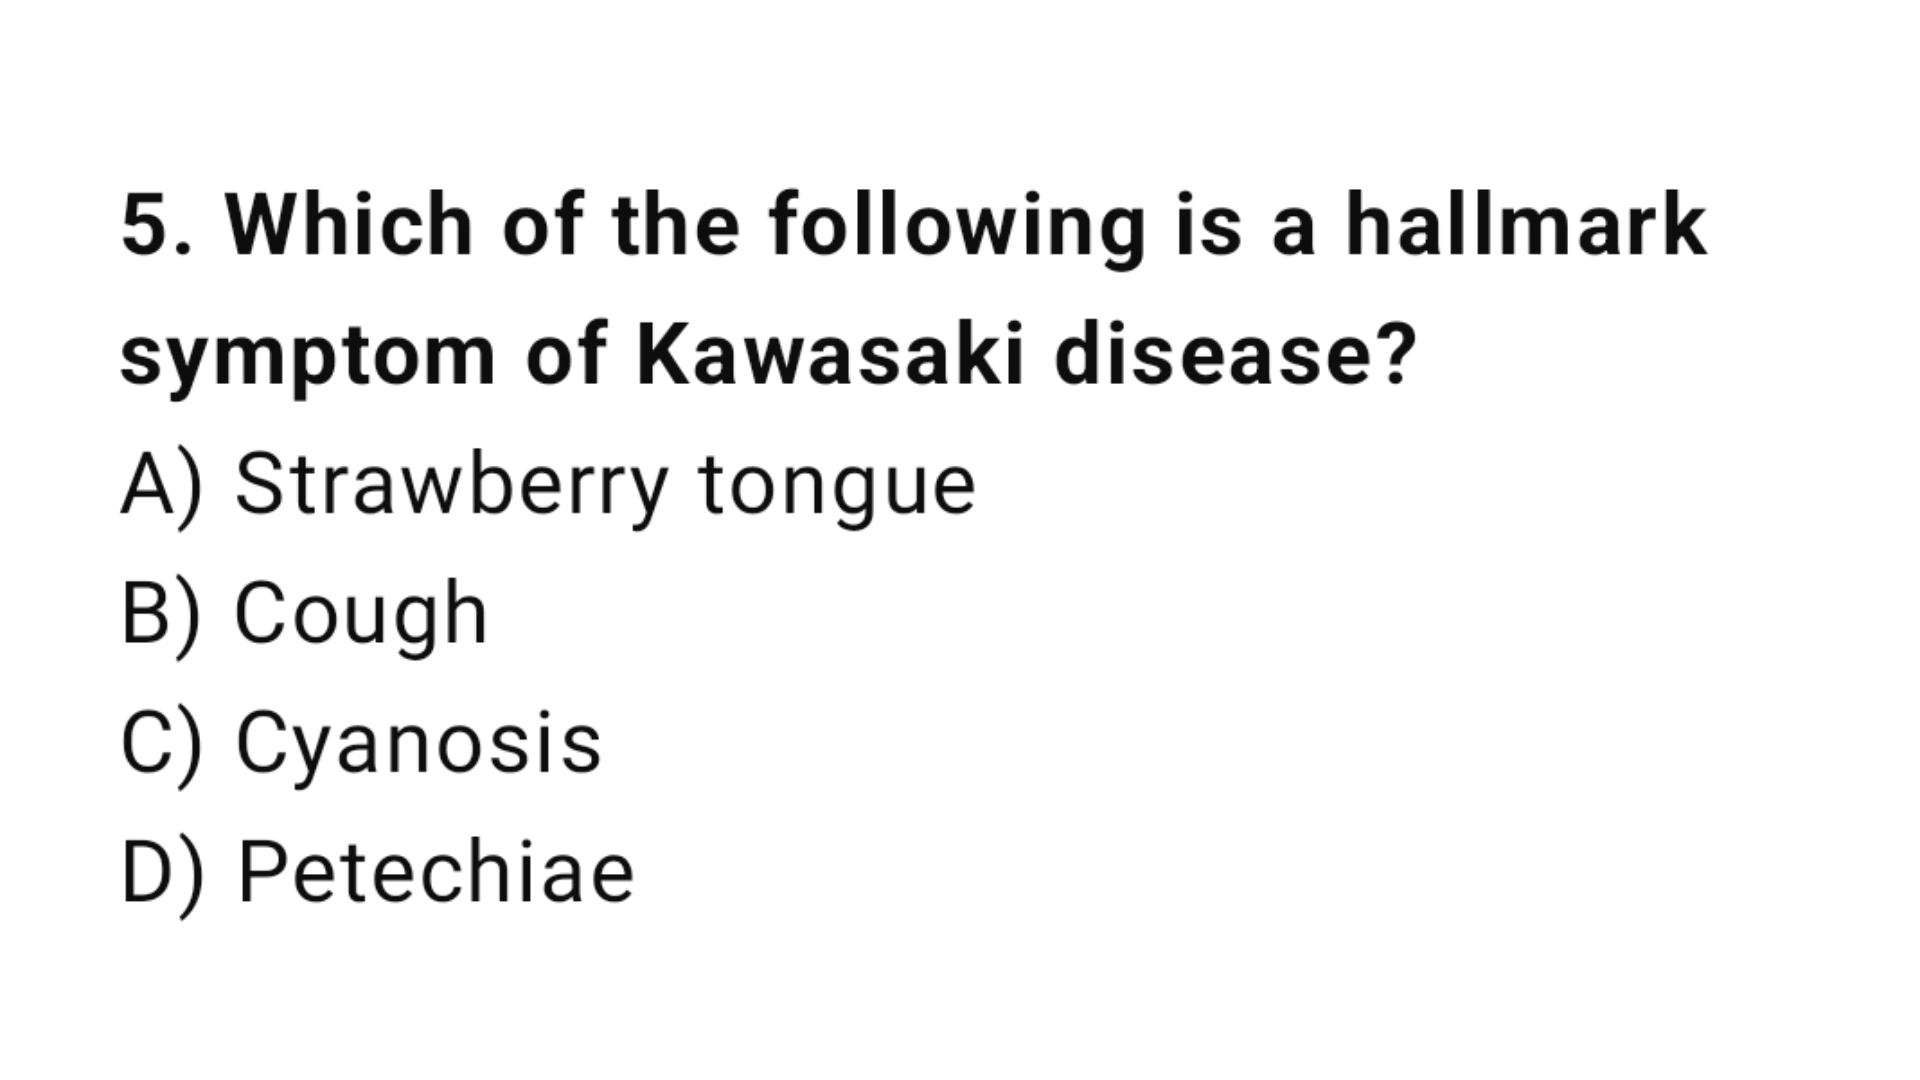 5. Which of the following is a hallmark
symptom of Kawasaki disease?
A) Strawberry tongue
B) Cough
C) Cyanosis
D) Petechiae